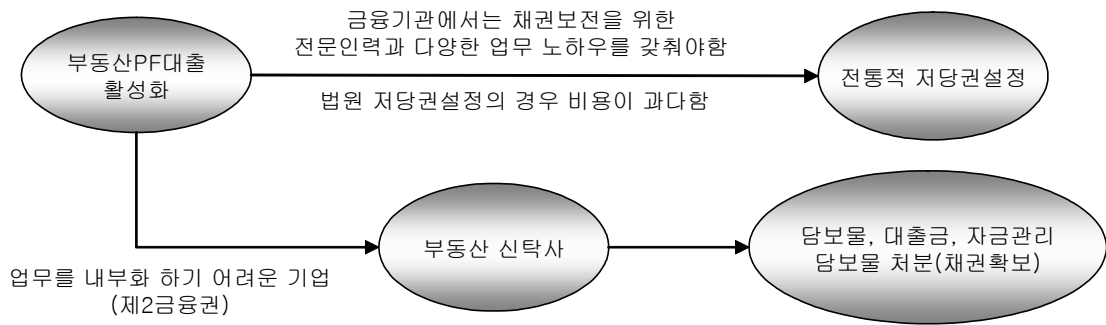 금융기관에서는 채권보전을 위한
전문인력과 다양한 업무 노하우를 갖춰야함
부동산PF대출
활성화
전통적 저당권설정
법원 저당권설정의 경우 비용이 과다함
부동산 신탁사
담보물, 대출금, 자금관리
담보물 처분(채권확보)
업무를 내부화 하기 어려운 기업
(제2금융권)